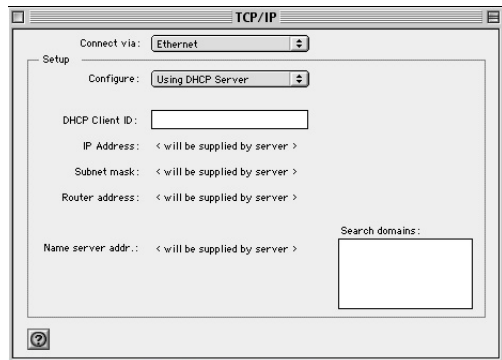 TCP/IP
Connect via: Ethernet
Setup
Configure: Using DHCP Server
DHCP Client ID:
IP Address: < will be supplied by server >
Subnet mask: < will be supplied by server >
Router address: < will be supplied by server >
Search domains:
Name server addr.: < will be supplied by server >
?